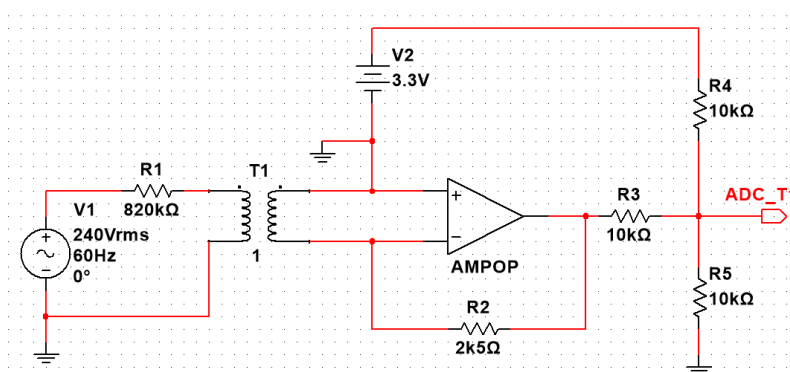 V2
3.3V
R4
10kΩ
R1
820kΩ
T1
1
V1
240Vrms
60Hz
0°
AMPOP
R3
10kΩ
R2
2k5Ω
R5
10kΩ